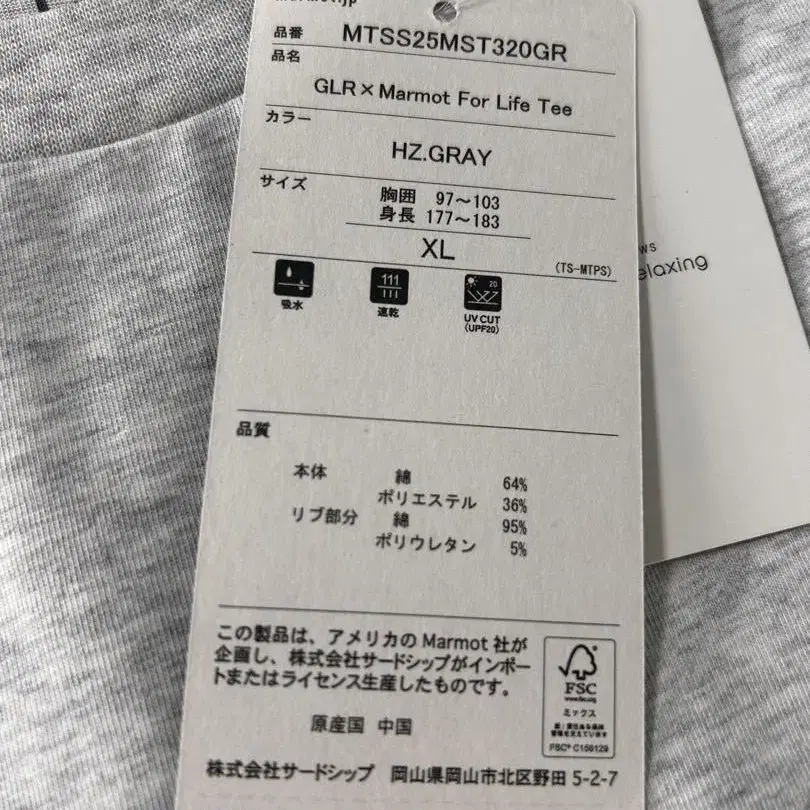 品番 MTSS25MST320GR
品名
GLR×Marmot For Life Tee
カラー
HZ.GRAY
サイズ
胸囲 97〜103
身長 177〜183
XL
(TS-MTPS)
吸水
速乾
20
UV CUT
(UPF20)
elaxing
品質
本体 綿 64%
ポリエステル 36%
リブ部分 綿 95%
ポリウレタン 5%
この製品は、アメリカのMarmot社が
企画し、株式会社サードシップがインポー
トまたはライセンス生産したものです。
原産国 中国
株式会社サードシップ 岡山県岡山市北区野田5-2-7
FSC
www.fsc.org
ミックス
FSC® C156129